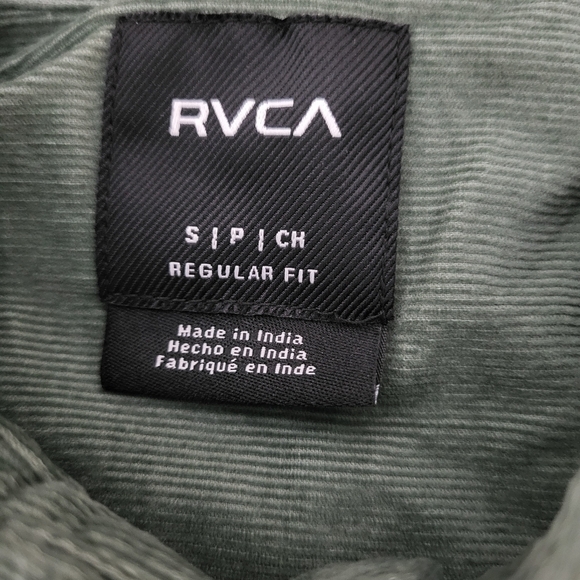 RVCA
S | P | CH
REGULAR FIT
Made in India
Hecho en India
Fabriqué en Inde